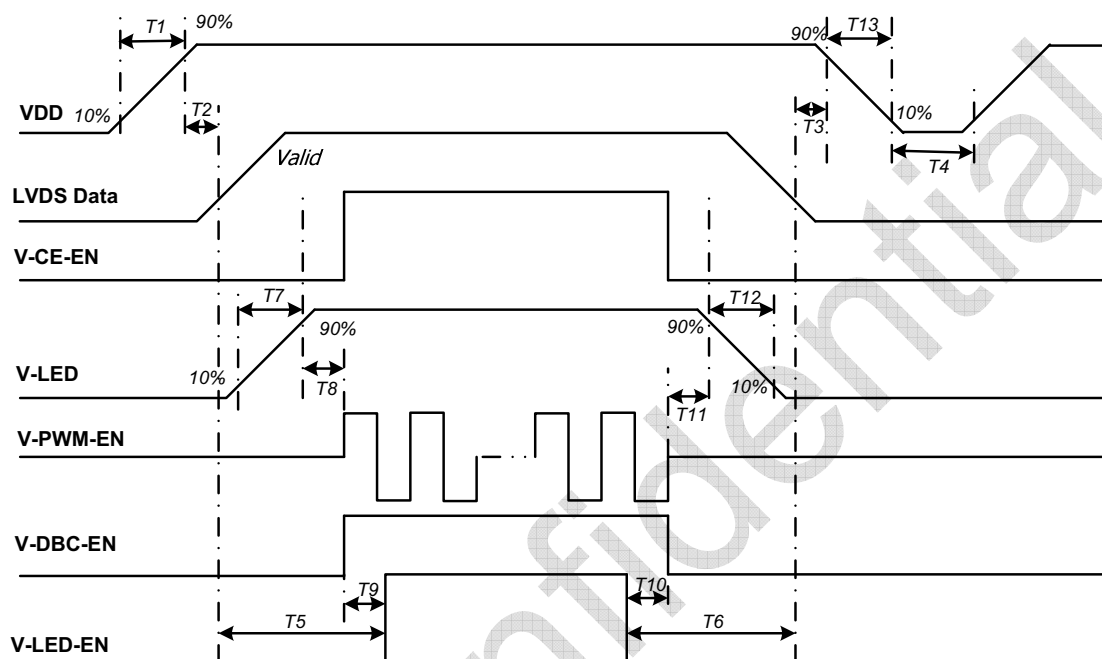 T1
90%
90%
T13
VDD
10%
T2
T3
10%
T4
Valid
LVDS Data
V-CE-EN
T7
T12
90%
90%
V-LED
10%
T8
T11
10%
V-PWM-EN
V-DBC-EN
T9
T10
T5
T6
V-LED-EN
nfidential